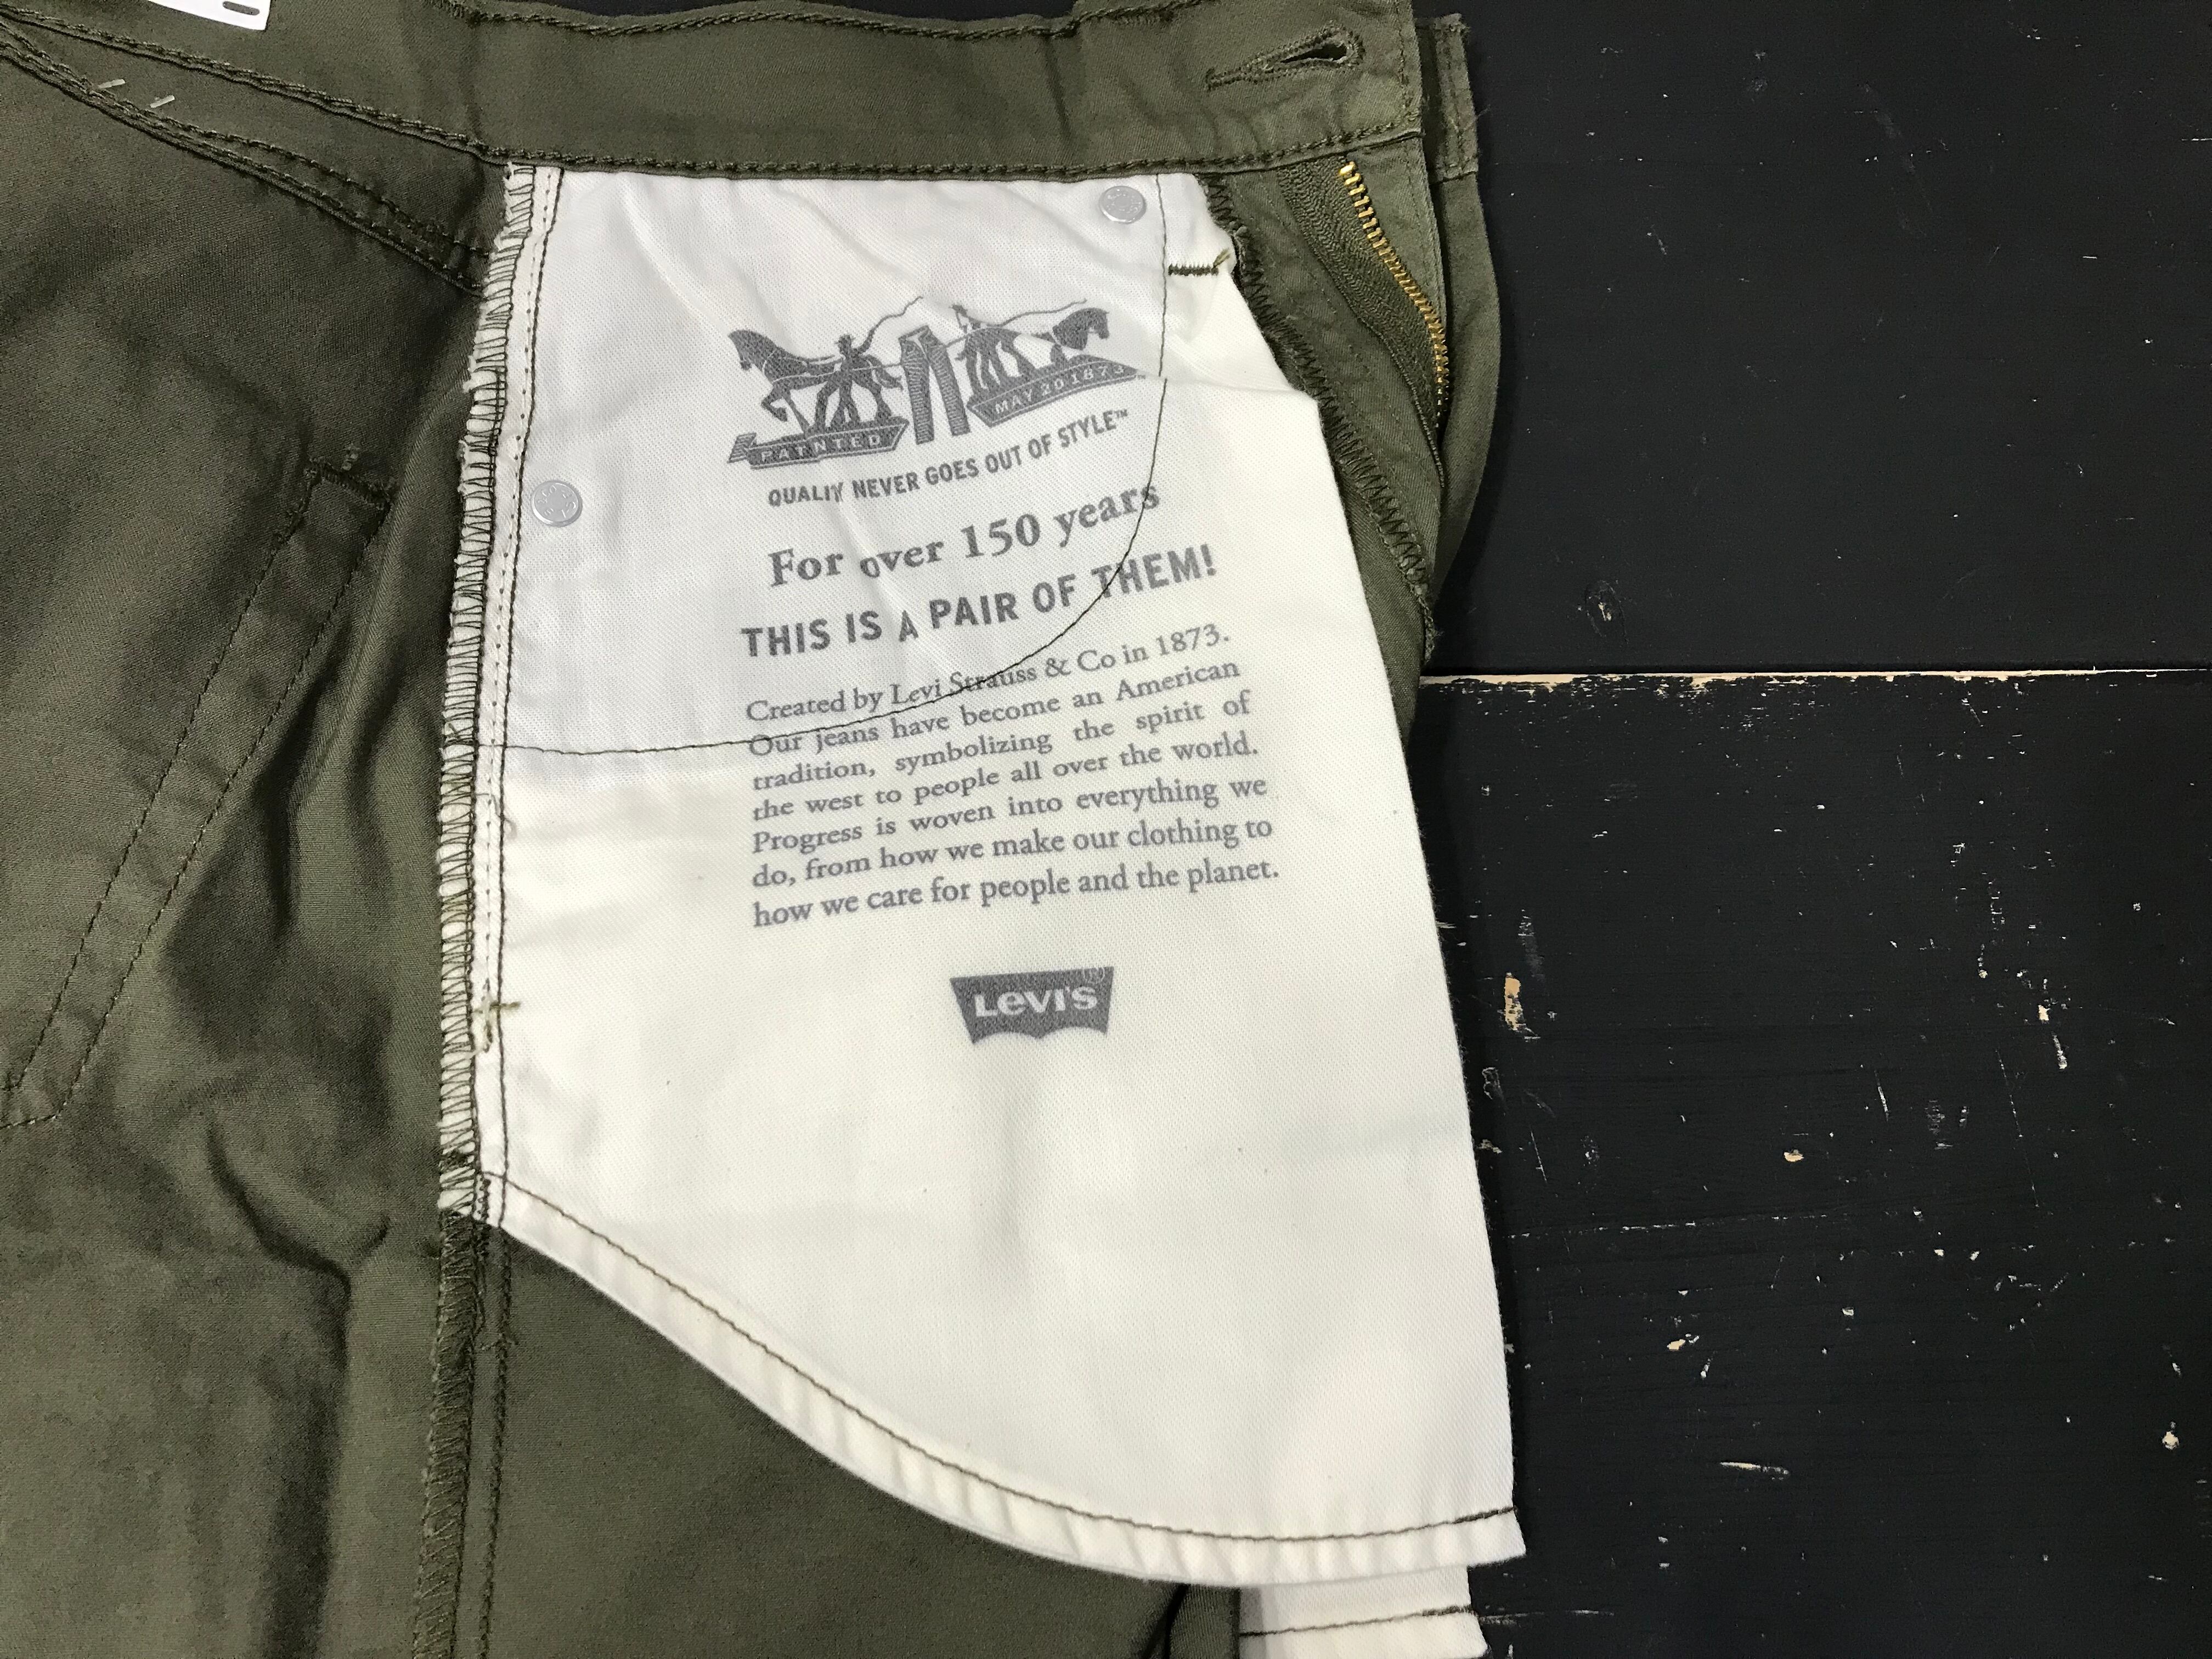 PATNTED
MAY 20 1873
QUALIY NEVER GOES OUT OF STYLE™
For over 150 years
THIS IS A PAIR OF THEM!
Created by Levi Strauss & Co in 1873.
Our jeans have become an American
tradition, symbolizing the spirit of
the west to people all over the world.
Progress is woven into everything we
do, from how we make our clothing to
how we care for people and the planet.
LEVI'S ®